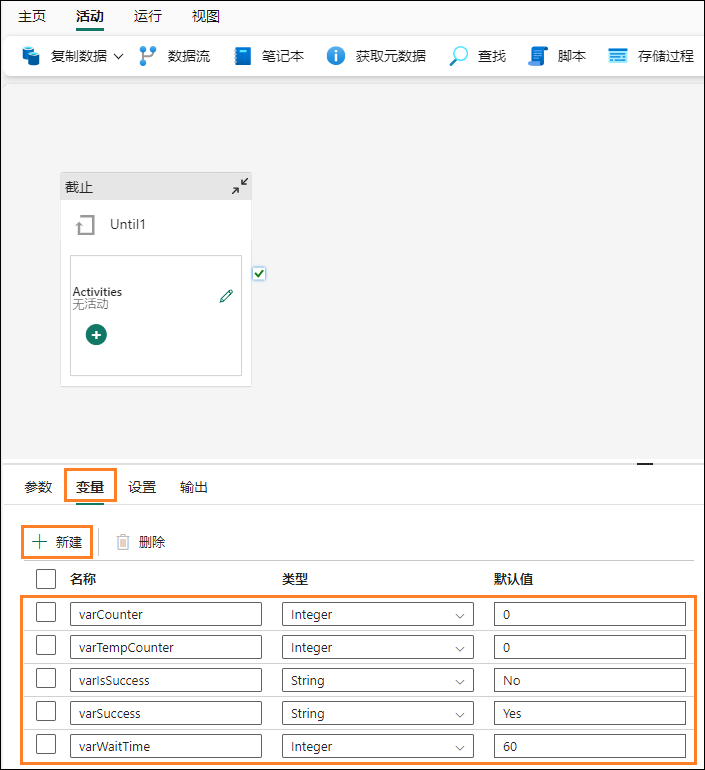 主页 活动 运行 视图
复制数据 数据流 笔记本 获取元数据 查找 脚本 存储过程
截止
Until1
Activities
无活动
参数 变量 设置 输出
新建 删除
名称 类型 默认值
varCounter Integer 0
varTempCounter Integer 0
varIsSuccess String No
varSuccess String Yes
varWaitTime Integer 60